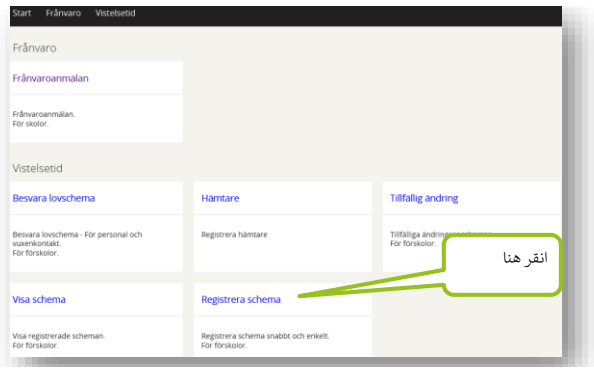 Start Frånvaro Vistelsetid
Frånvaro
Frånvaroanmälan
Frånvaroanmälan.
För skolor.
Vistelsetid
Besvara lovschema
Besvara lovschema - För personal och
vuxenkontakt.
För förskolor.
Hämtare
Registrera hämtare
Tillfällig ändring
Tillfälliga
För förskolor.
انقر هنا
Visa schema
Visa registrerade scheman.
För förskolor.
Registrera schema
Registrera schema snabbt och enkelt.
För förskolor.